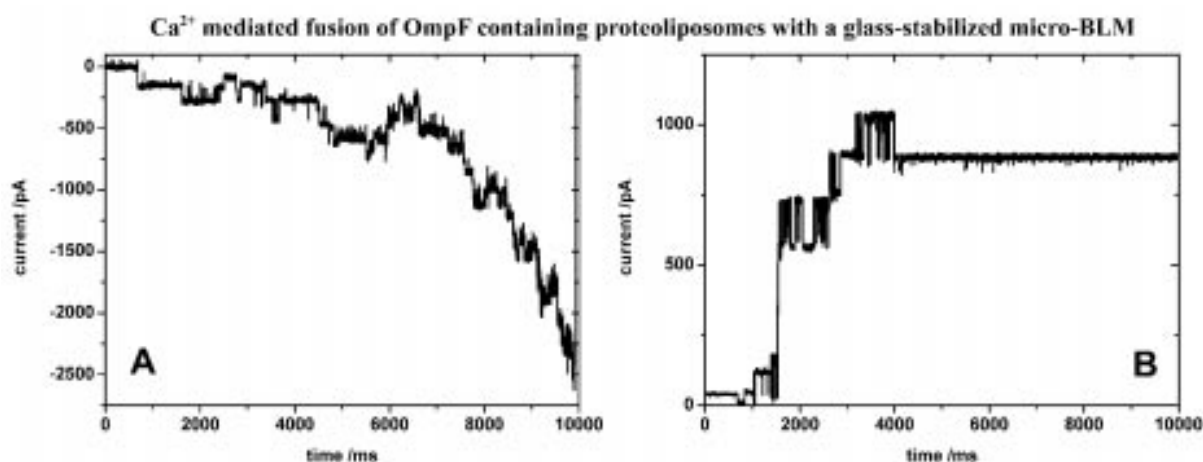 Ca²⁺ mediated fusion of OmpF containing proteoliposomes with a glass-stabilized micro-BLM
0
-500
-1000
-1500
-2000
-2500
current /pA
A
0 2000 4000 6000 8000 10000
time /ms
1000
500
0
current /pA
B
0 2000 4000 6000 8000 10000
time /ms